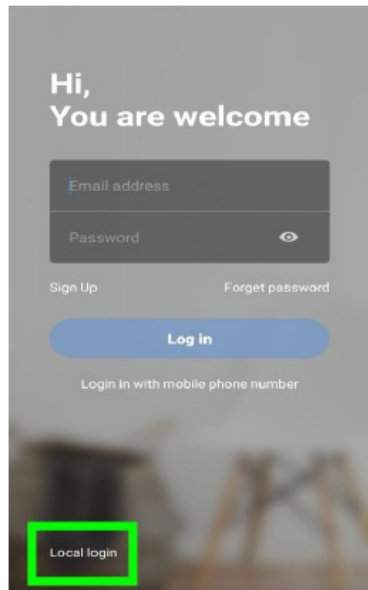 Hi,
You are welcome
Email address
Password
Sign Up Forget password
Log in
Login in with mobile phone number
Local login